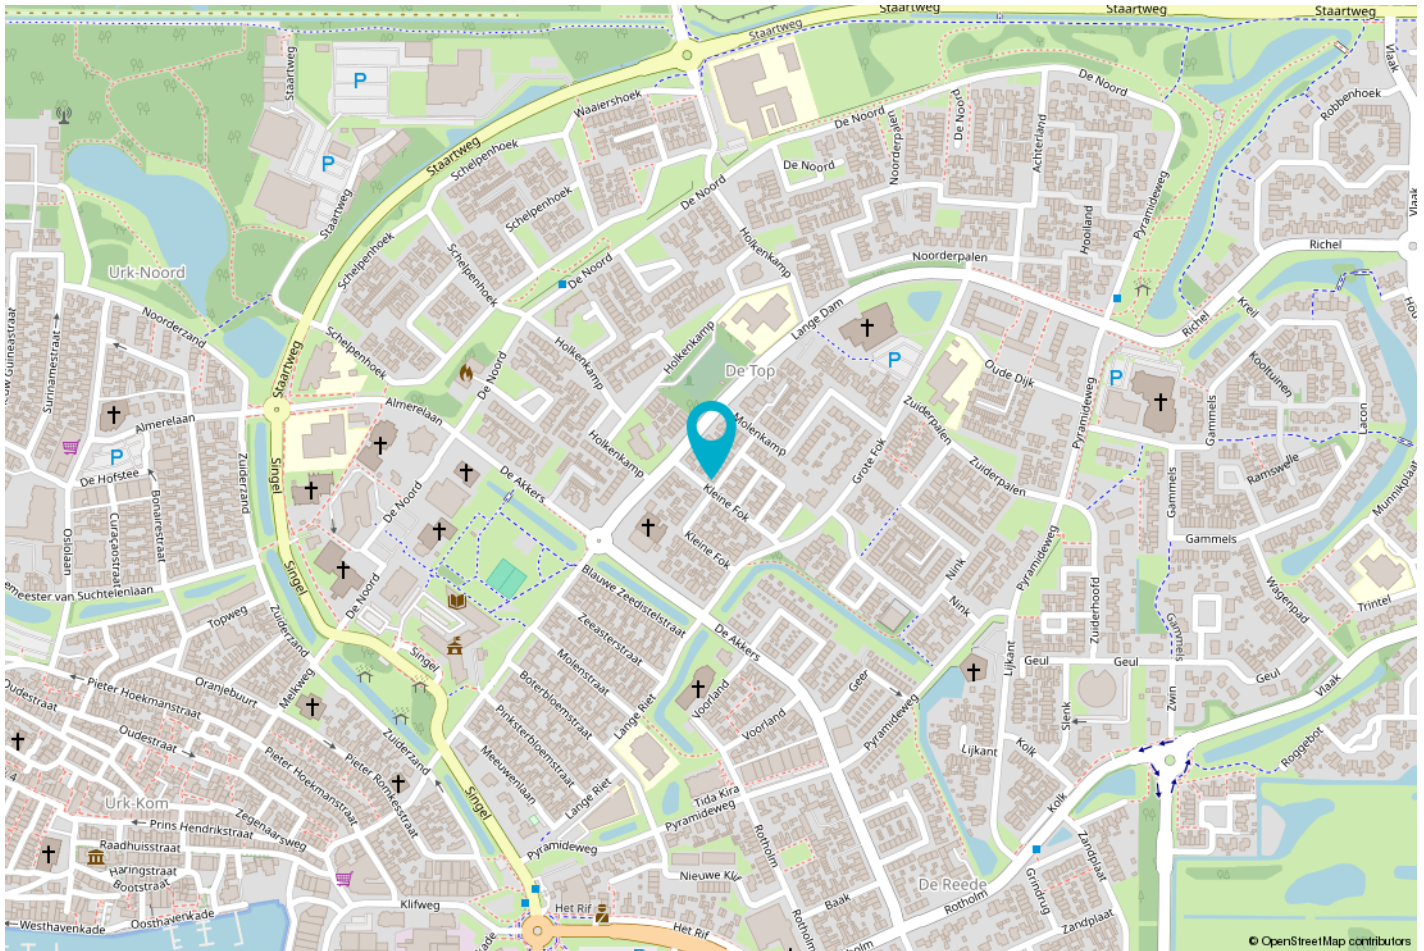 Staartweg
Staartweg
Staartweg
Staartweg
Staartweg
Vlaak
Robbenhoek
De Noord
Waaiershoek
De Noord
De Noord
Noorderpalen
Achterland
Staartweg
Schelpenhoek
De Noord
Pyramideweg
Vlaak
Staartweg
Schelpenhoek
De Noord
Hooiland
Holkenkamp
Richel
Noorderpalen
Schelpenhoek
Schelpenhoek
De Noord
Urk-Noord
Noorderzand
Surinamestraat
Lange Dam
Kreil
Richel
Schelpenhoek
Holkenkamp
Holkenkamp
De Top
Oude Dijk
Kooltuinen
Staartweg
De Noord
Almerelaan
Almerelaan
Molenkamp
Zuiderpalen
Pyramideweg
Gammels
Lacon
Holkenkamp
Grote Fok
Zuiderpalen
Ramswelle
De Hofstee
Zuiderzand
Singel
De Akkers
De Noord
Kleine Fok
Kleine Fok
Munnikplaat
Gammels
Gammels
Bonairestraat
Curaçaostraat
Osiolaan
Singel
De Noord
Nink
Nink
Pyramideweg
Zuiderhoofd
Wagenpad
Trintel
Blauwe Zeedistelstraat
Zeeasterstraat
Molenstraat
Boterbloemstraat
Pinksterbloemstraat
De Akkers
Topweg
Zuiderzand
Singel
Melkweg
Oranjebuurt
Pieter Hoekmanstraat
Oudestraat
Oudestraat
Geer
Lijkant
Geul
Geul
Geul
Gammels
Zwin
Slenk
Vlaak
Roggebot
Voorland
Voorland
Lange Riet
Pyramideweg
Lijkant
Kolk
Kolk
Pieter Hoekmanstraat
Pieter Romkesstraat
Zuiderzand
Meeuwenlaan
Singel
Lange Riet
Tida Kira
Pyramideweg
Pyramideweg
Urk-Kom
Prins Hendrikstraat
Zegenaarsweg
Raadhuisstraat
Haringstraat
Bootstraat
Oosthavenkade
Westhavenkade
Klifweg
Het Rif
Het Rif
Rotholm
Rotholm
Baak
De Reede
Rotholm
Grindrug
Zandplaat
Zandplaat
© OpenStreetMap contributors